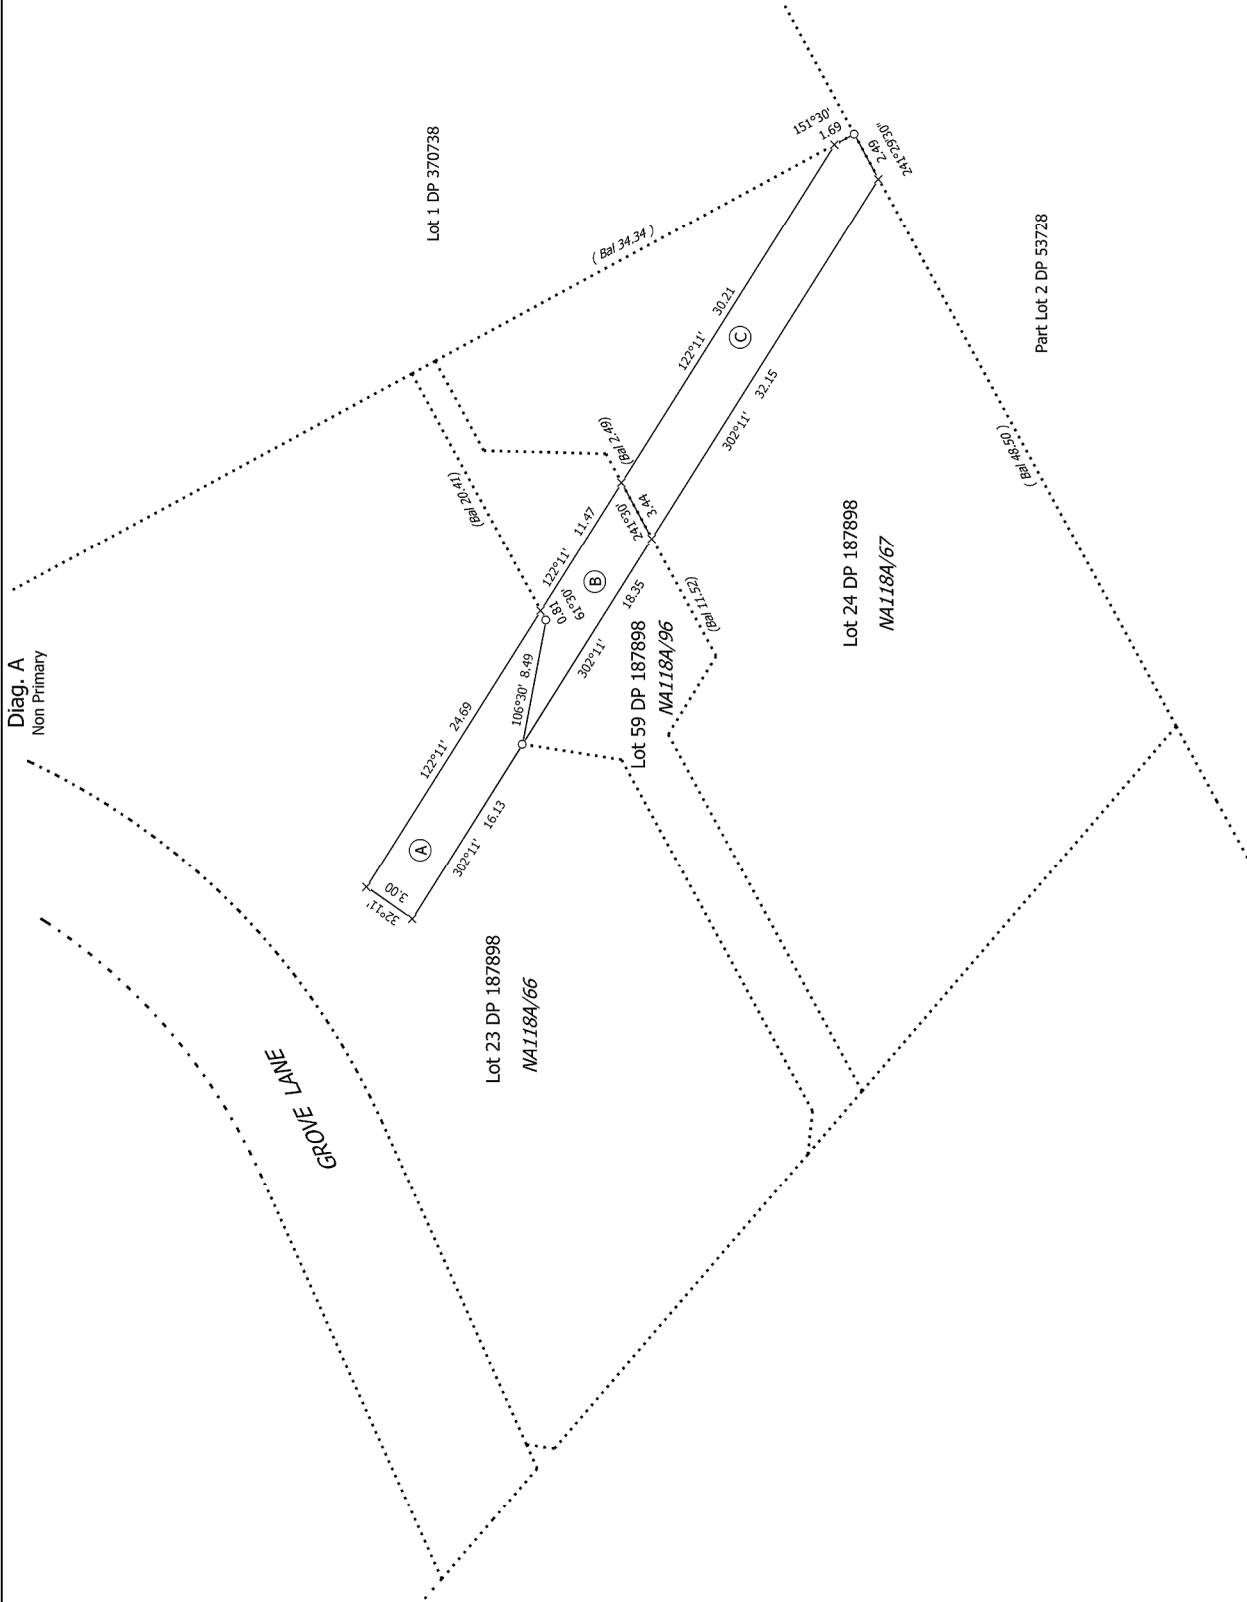 Diag. A
Non Primary
Lot 1 DP 370738
151°30'
1.69
2.49
241°29'30"
( Bal 34.34 )
122°11' 30.21
C
Part Lot 2 DP 53728
302°11' 32.15
(Bal 2.49)
(Bal 20.41)
( Bal 48.50 )
122°11' 11.47
241°30'
3.44
B
0.81
61°30'
302°11' 18.35
(Bal 11.52)
Lot 24 DP 187898
NA118A/67
106°30' 8.49
Lot 59 DP 187898
NA118A/96
122°11' 24.69
A
302°11' 16.13
3.00
32°11'
Lot 23 DP 187898
NA118A/66
GROVE LANE